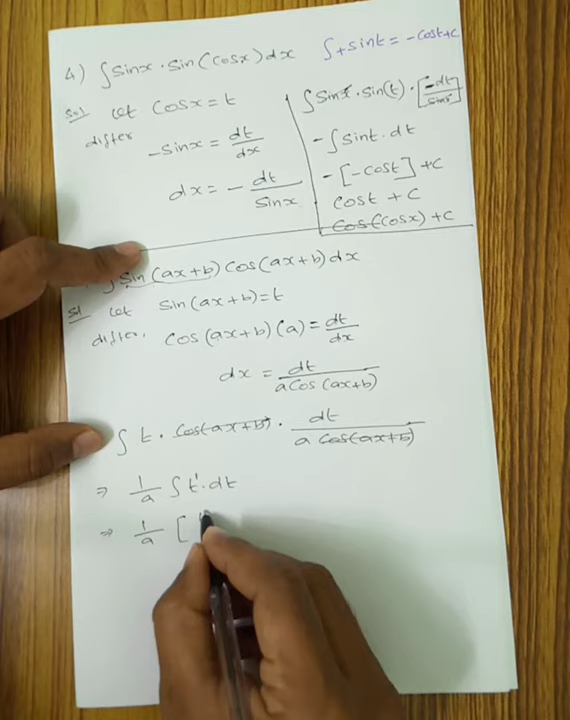 4) ∫sinx·sin(cosx)dx ∫+sint = -cost+c
Sol let cosx = t
differ
-sinx = dt/dx
dx = - dt/sinx
∫sinx·sin(t)·[-dt/sinx]
-∫sint·dt
-[-cost]+c
cost + c
cos(cosx)+c
∫sin(ax+b)cos(ax+b)dx
Sol let sin(ax+b)=t
differ. cos(ax+b)(a) = dt/dx
dx = dt/acos(ax+b)
∫ t · cos(ax+b) · dt/a cos(ax+b)
⇒ 1/a ∫t¹·dt
⇒ 1/a [